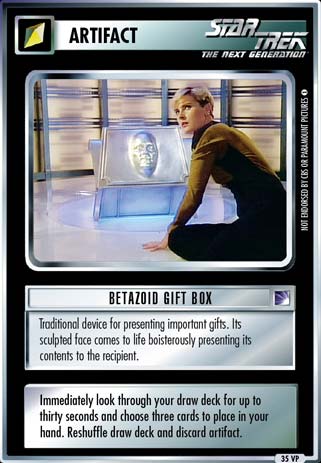 ARTIFACT
STAR TREK
THE NEXT GENERATION
NOT ENDORSED BY CBS OR PARAMOUNT PICTURES
BETAZOID GIFT BOX
Traditional device for presenting important gifts. Its
sculpted face comes to life boisterously presenting its
contents to the recipient.
Immediately look through your draw deck for up to
thirty seconds and choose three cards to place in your
hand. Reshuffle draw deck and discard artifact.
35 VP